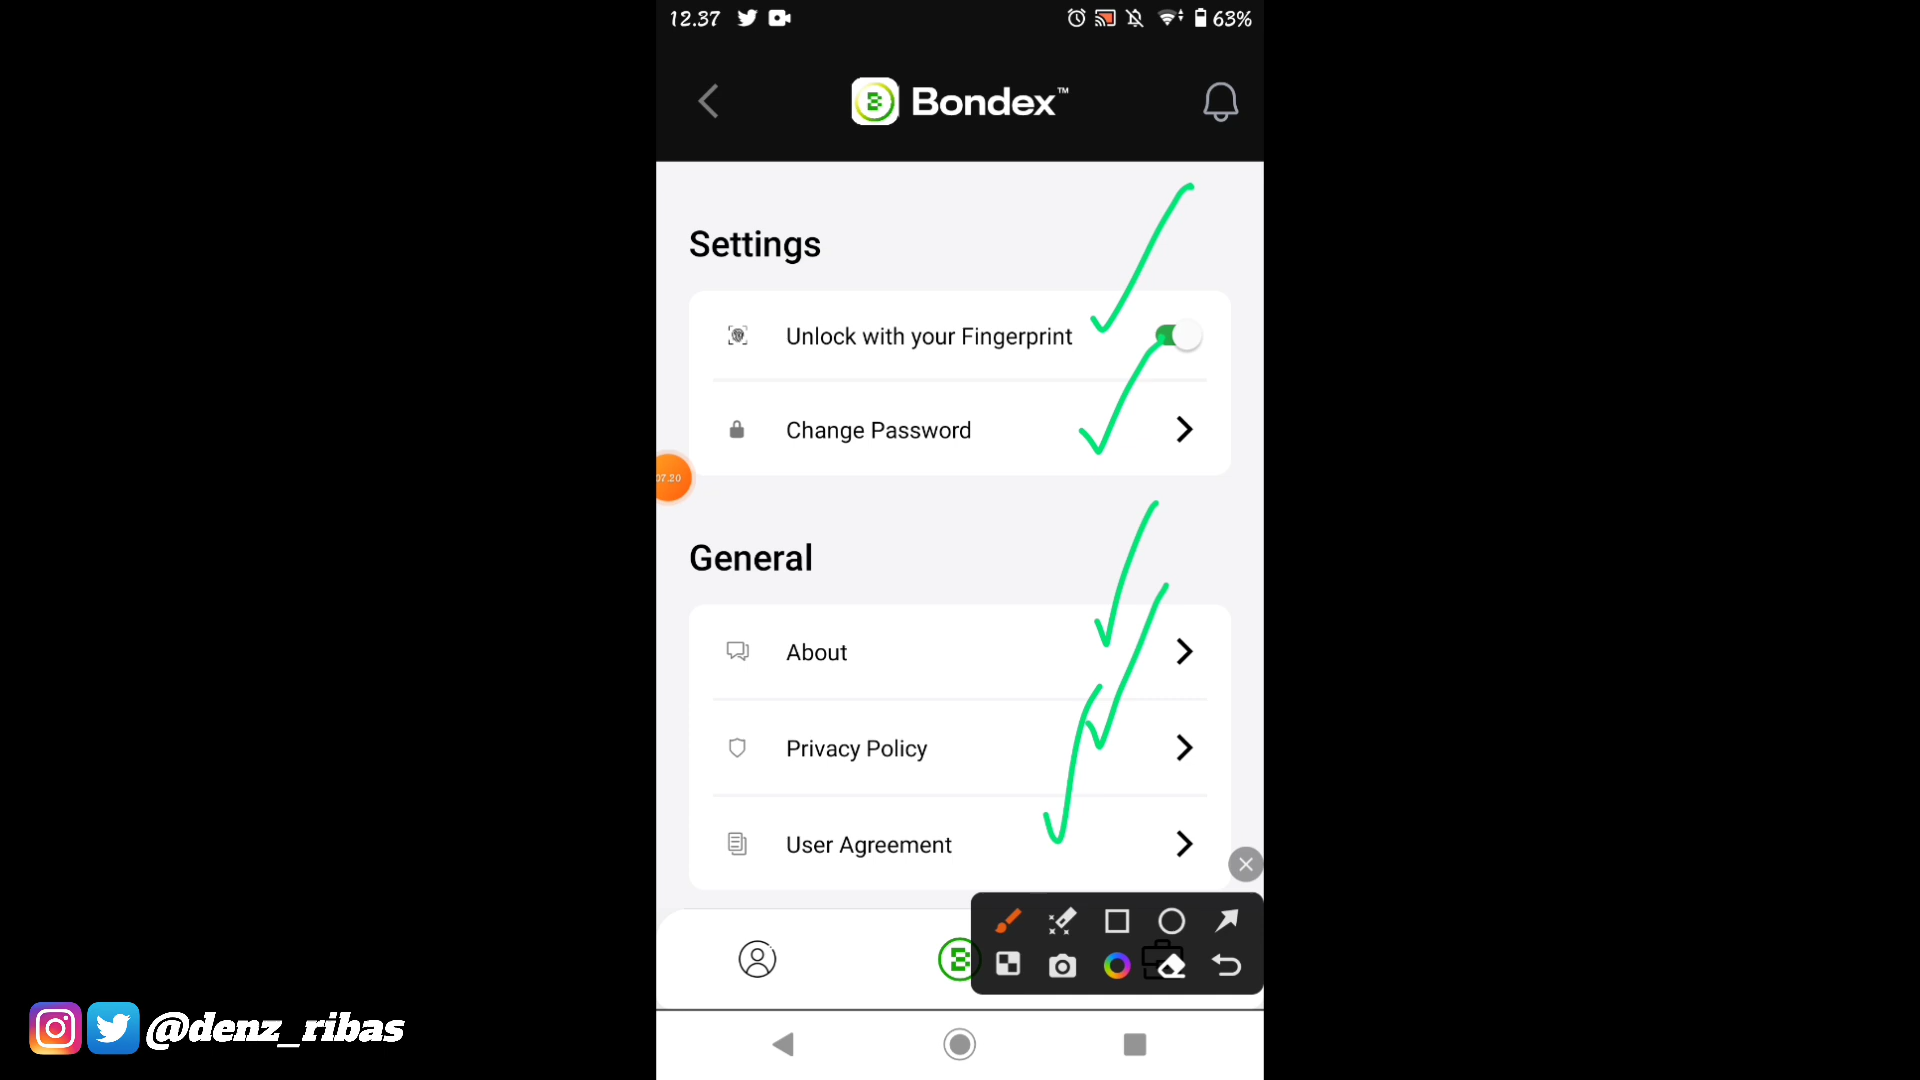 12.37
63%
Bondex™
Settings
Unlock with your Fingerprint
Change Password
07.20
General
About
Privacy Policy
User Agreement
@denz_ribas